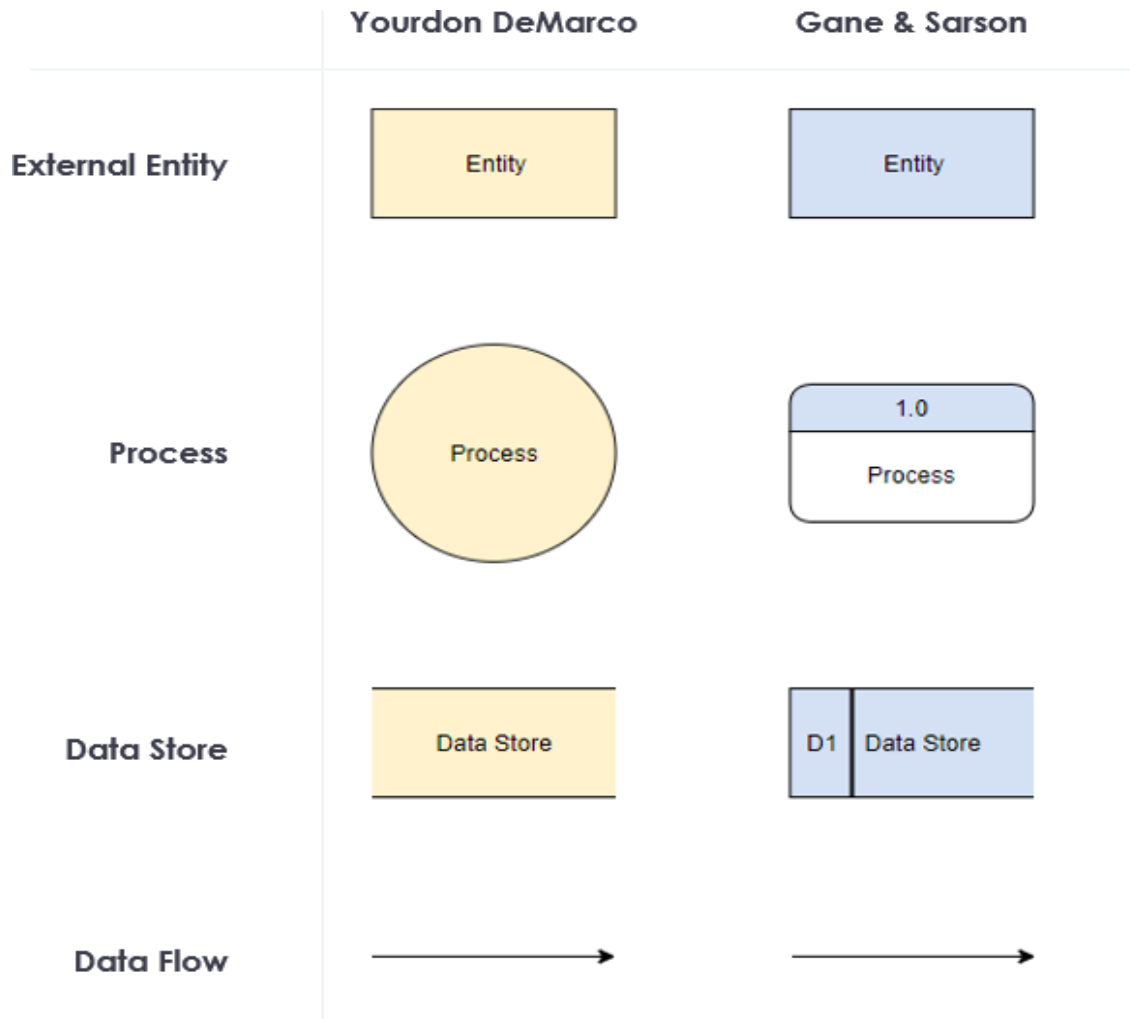 Yourdon DeMarco Gane & Sarson
External Entity Entity Entity
1.0
Process Process Process
Data Store Data Store D1 Data Store
Data Flow